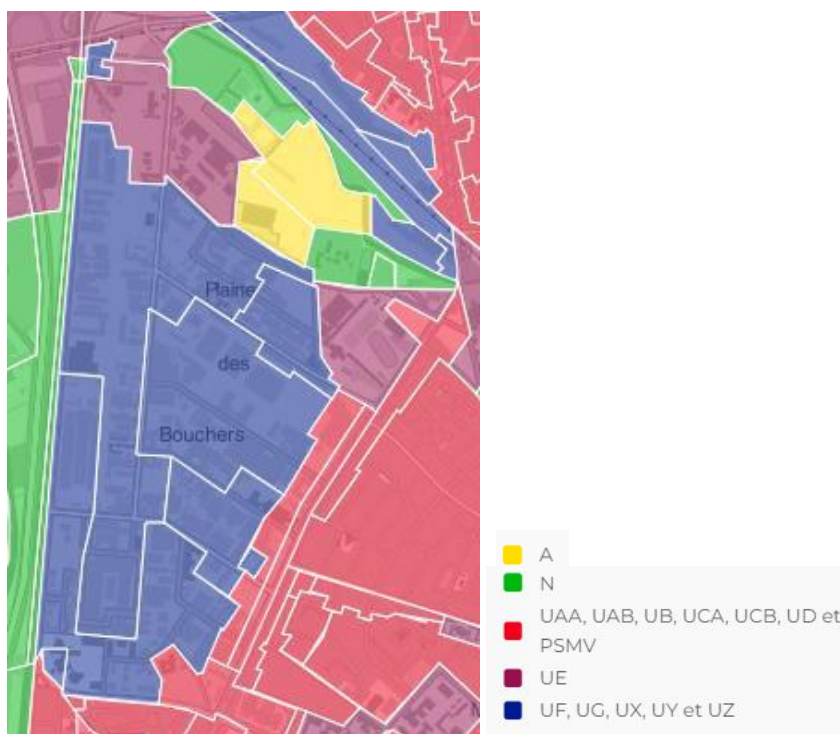 Plaine
des
Bouchers
A
N
UAA, UAB, UB, UCA, UCB, UD et
PSMV
UE
UF, UG, UX, UY et UZ